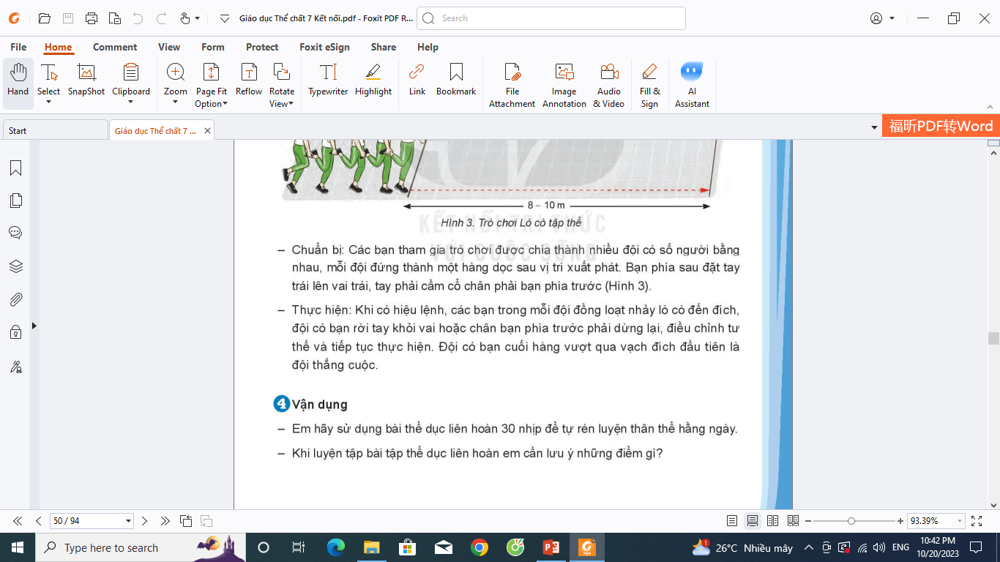 Giáo dục Thể chất 7 Kết nối.pdf - Foxit PDF R...
Search
File Home Comment View Form Protect Foxit eSign Share Help
Hand Select SnapShot Clipboard Zoom Page Fit Option Reflow Rotate View Typewriter Highlight Link Bookmark File Attachment Image Annotation Audio & Video Fill & Sign AI Assistant
Start
Giáo dục Thể chất 7 ...
福昕PDF转Word
8 – 10 m
Hình 3. Trò chơi Lò cò tập thể
KẾT NỐI TRI THỨC
VỚI CUỘC SỐNG
– Chuẩn bị: Các bạn tham gia trò chơi được chia thành nhiều đội có số người bằng
nhau, mỗi đội đứng thành một hàng dọc sau vị trí xuất phát. Bạn phía sau đặt tay
trái lên vai trái, tay phải cầm cổ chân phải bạn phía trước (Hình 3).
– Thực hiện: Khi có hiệu lệnh, các bạn trong mỗi đội đồng loạt nhảy lò cò đến đích,
đội có bạn rời tay khỏi vai hoặc chân bạn phía trước phải dừng lại, điều chỉnh tư
thế và tiếp tục thực hiện. Đội có bạn cuối hàng vượt qua vạch đích đầu tiên là
đội thắng cuộc.
4 Vận dụng
– Em hãy sử dụng bài thể dục liên hoàn 30 nhịp để tự rèn luyện thân thể hằng ngày.
– Khi luyện tập bài tập thể dục liên hoàn em cần lưu ý những điểm gì?
50 / 94
93.39%
Type here to search
26°C Nhiều mây
ENG
10:42 PM
10/20/2023